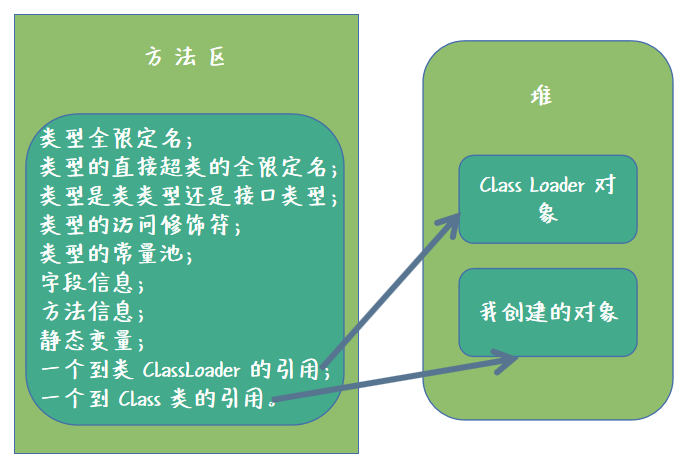 方法区
类型全限定名；
类型的直接超类的全限定名；
类型是类类型还是接口类型；
类型的访问修饰符；
类型的常量池；
字段信息；
方法信息；
静态变量；
一个到类 ClassLoader 的引用；
一个到 Class 类的引用。
堆
Class Loader 对
象
我创建的对象